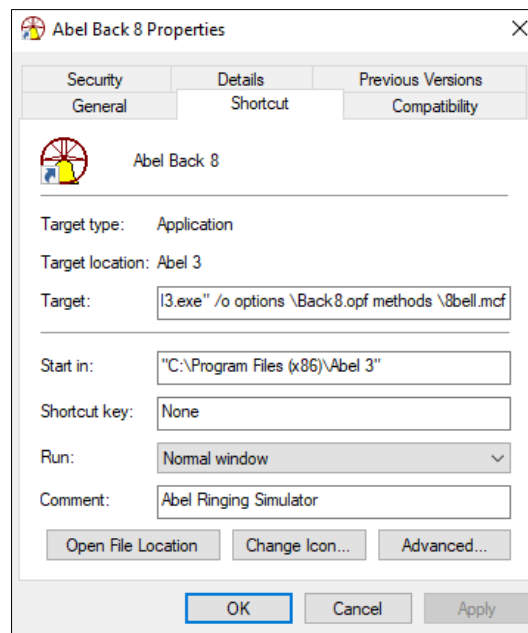 Abel Back 8 Properties
Security Details Previous Versions
General Shortcut Compatibility
Abel Back 8
Target type: Application
Target location: Abel 3
Target: l3.exe" /o options \Back8.opf methods \8bell.mcf
Start in: "C:\Program Files (x86)\Abel 3"
Shortcut key: None
Run: Normal window
Comment: Abel Ringing Simulator
Open File Location Change Icon... Advanced...
OK Cancel Apply